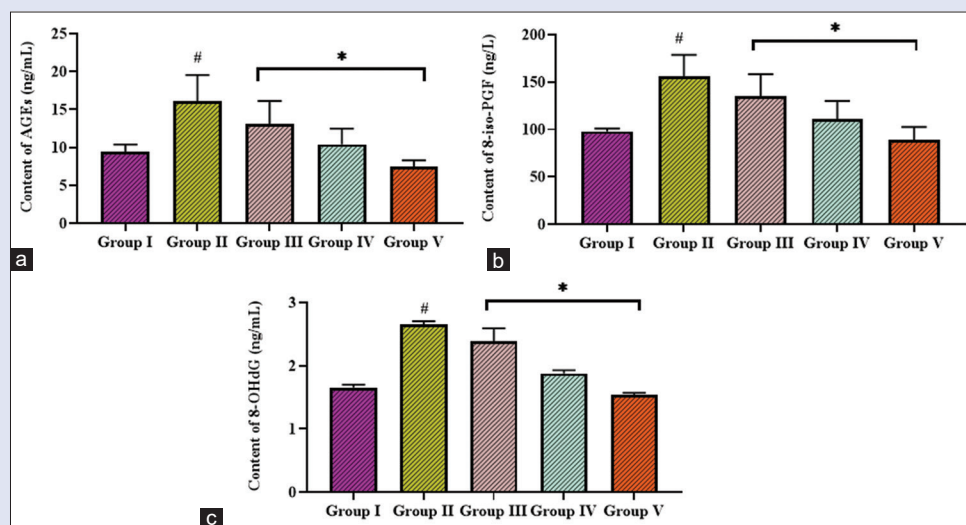 25
20
15
10
5
0
Content of AGEs (ng/mL)
#
*
Group I Group II Group III Group IV Group V
a
200
150
100
50
0
Content of 8-iso-PGF (ng/L)
#
*
Group I Group II Group III Group IV Group V
b
3
2
1
0
Content of 8-OHdG (ng/mL)
#
*
Group I Group II Group III Group IV Group V
c